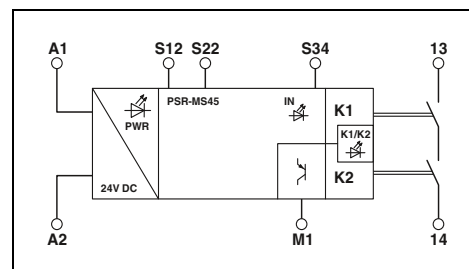 A1 S12 S22 S34 13
PSR-MS45 IN K1
PWR K1/K2
24V DC K2
A2 M1 14